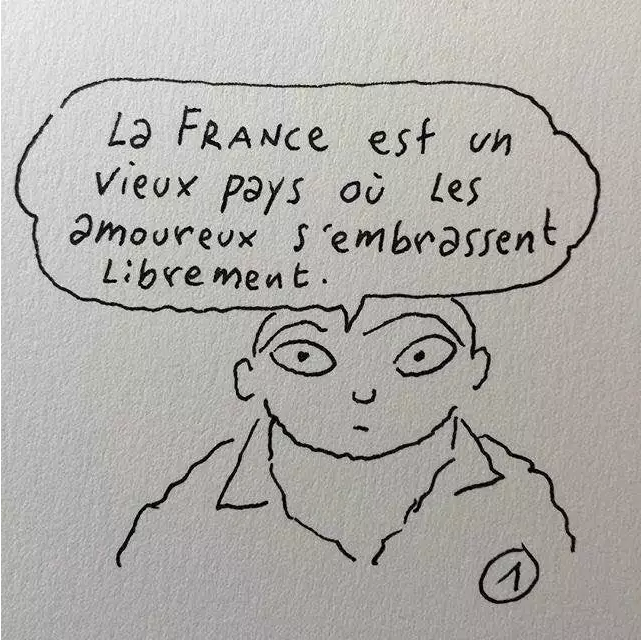 La FRANCE est un
vieux pays où les
amoureux s'embrassent
Librement.
1